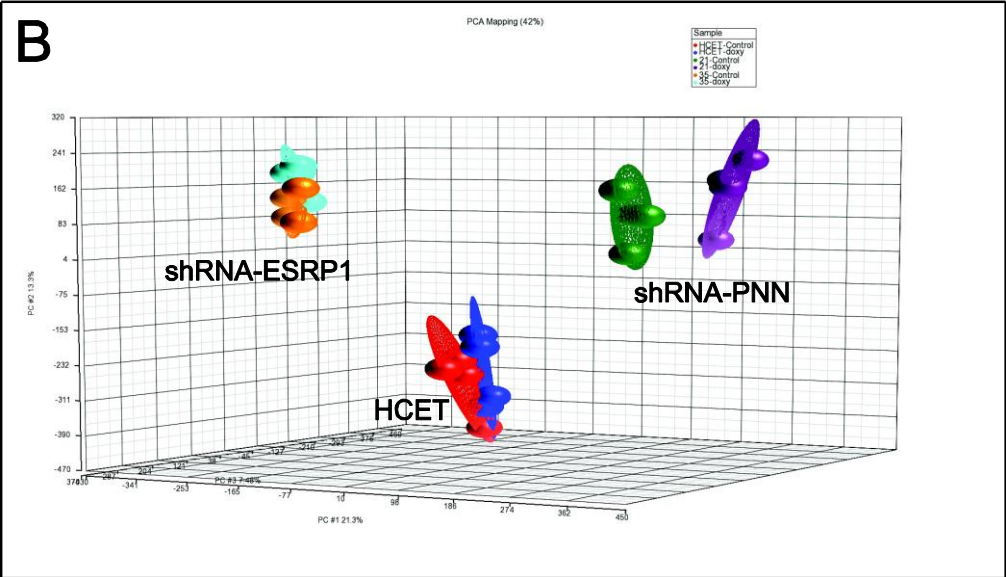 B
PCA Mapping (42%)
Sample
HCET-Control
HCET-doxy
21-Control
21-doxy
35-Control
35-doxy
320
241
162
83
4
-75
-153
-232
-311
-390
-470
PC #2 13.3%
shRNA-ESRP1
shRNA-PNN
HCET
PC #3 7.48%
-341
-253
-165
-77
10
98
186
274
362
450
PC #1 21.3%